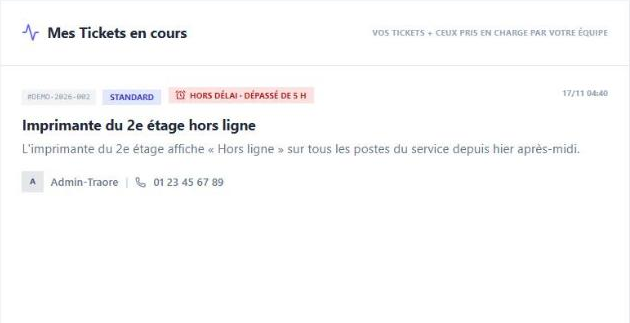 Mes Tickets en cours
VOS TICKETS + CEUX PRIS EN CHARGE PAR VOTRE ÉQUIPE
#DEMO-2026-002 STANDARD HORS DÉLAI - DÉPASSÉ DE 5 H 17/11 04:40
Imprimante du 2e étage hors ligne
L'imprimante du 2e étage affiche « Hors ligne » sur tous les postes du service depuis hier après-midi.
A Admin-Traore | 01 23 45 67 89